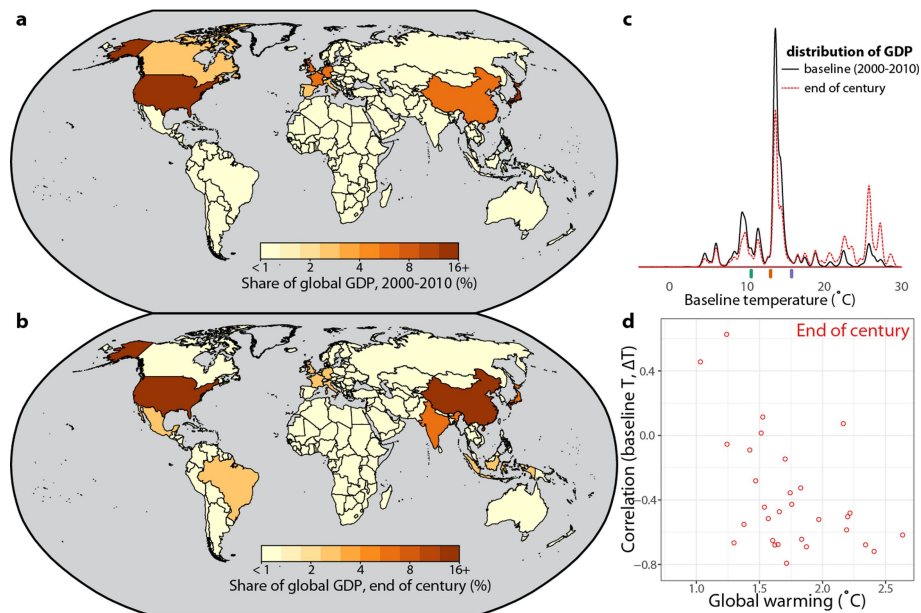 a
<1 2 4 8 16+
Share of global GDP, 2000-2010 (%)
b
<1 2 4 8 16+
Share of global GDP, end of century (%)
c
distribution of GDP
baseline (2000-2010)
end of century
0 10 20 30
Baseline temperature (˚C)
d
End of century
Correlation (baseline T, ΔT)
0.4
0.0
−0.4
−0.8
1.0 1.5 2.0 2.5
Global warming (˚C)